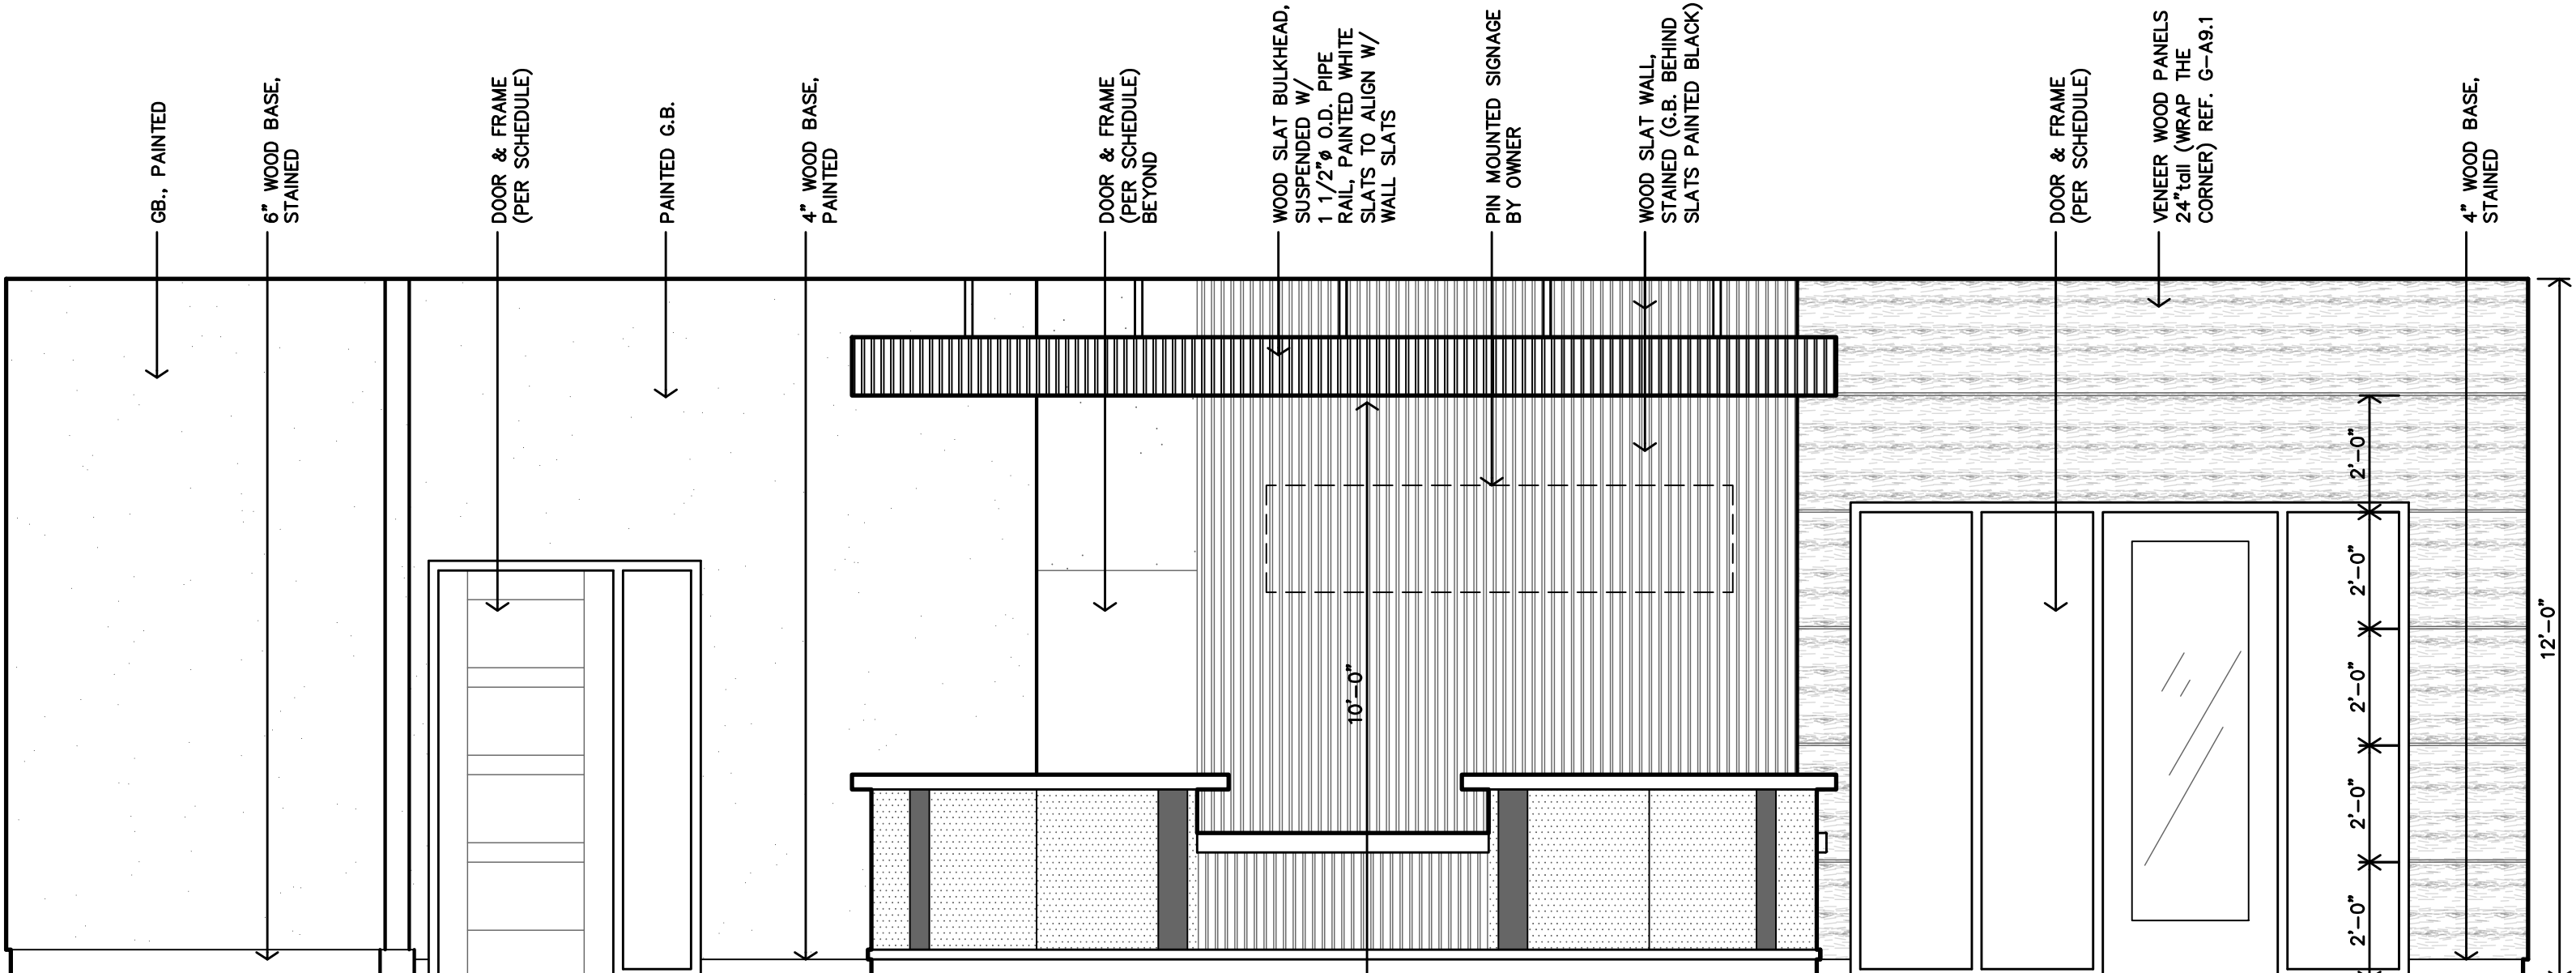 GB., PAINTED
6" WOOD BASE,
STAINED
DOOR & FRAME
(PER SCHEDULE)
PAINTED G.B.
4" WOOD BASE,
PAINTED
DOOR & FRAME
(PER SCHEDULE)
BEYOND
WOOD SLAT BULKHEAD,
SUSPENDED W/
1 1/2"ø O.D. PIPE
RAIL, PAINTED WHITE
SLATS TO ALIGN W/
WALL SLATS
PIN MOUNTED SIGNAGE
BY OWNER
WOOD SLAT WALL,
STAINED (G.B. BEHIND
SLATS PAINTED BLACK)
DOOR & FRAME
(PER SCHEDULE)
VENEER WOOD PANELS
24"tall (WRAP THE
CORNER) REF. G-A9.1
4" WOOD BASE,
STAINED
10'-0"
2'-0"
2'-0"
2'-0"
2'-0"
2'-0"
12'-0"